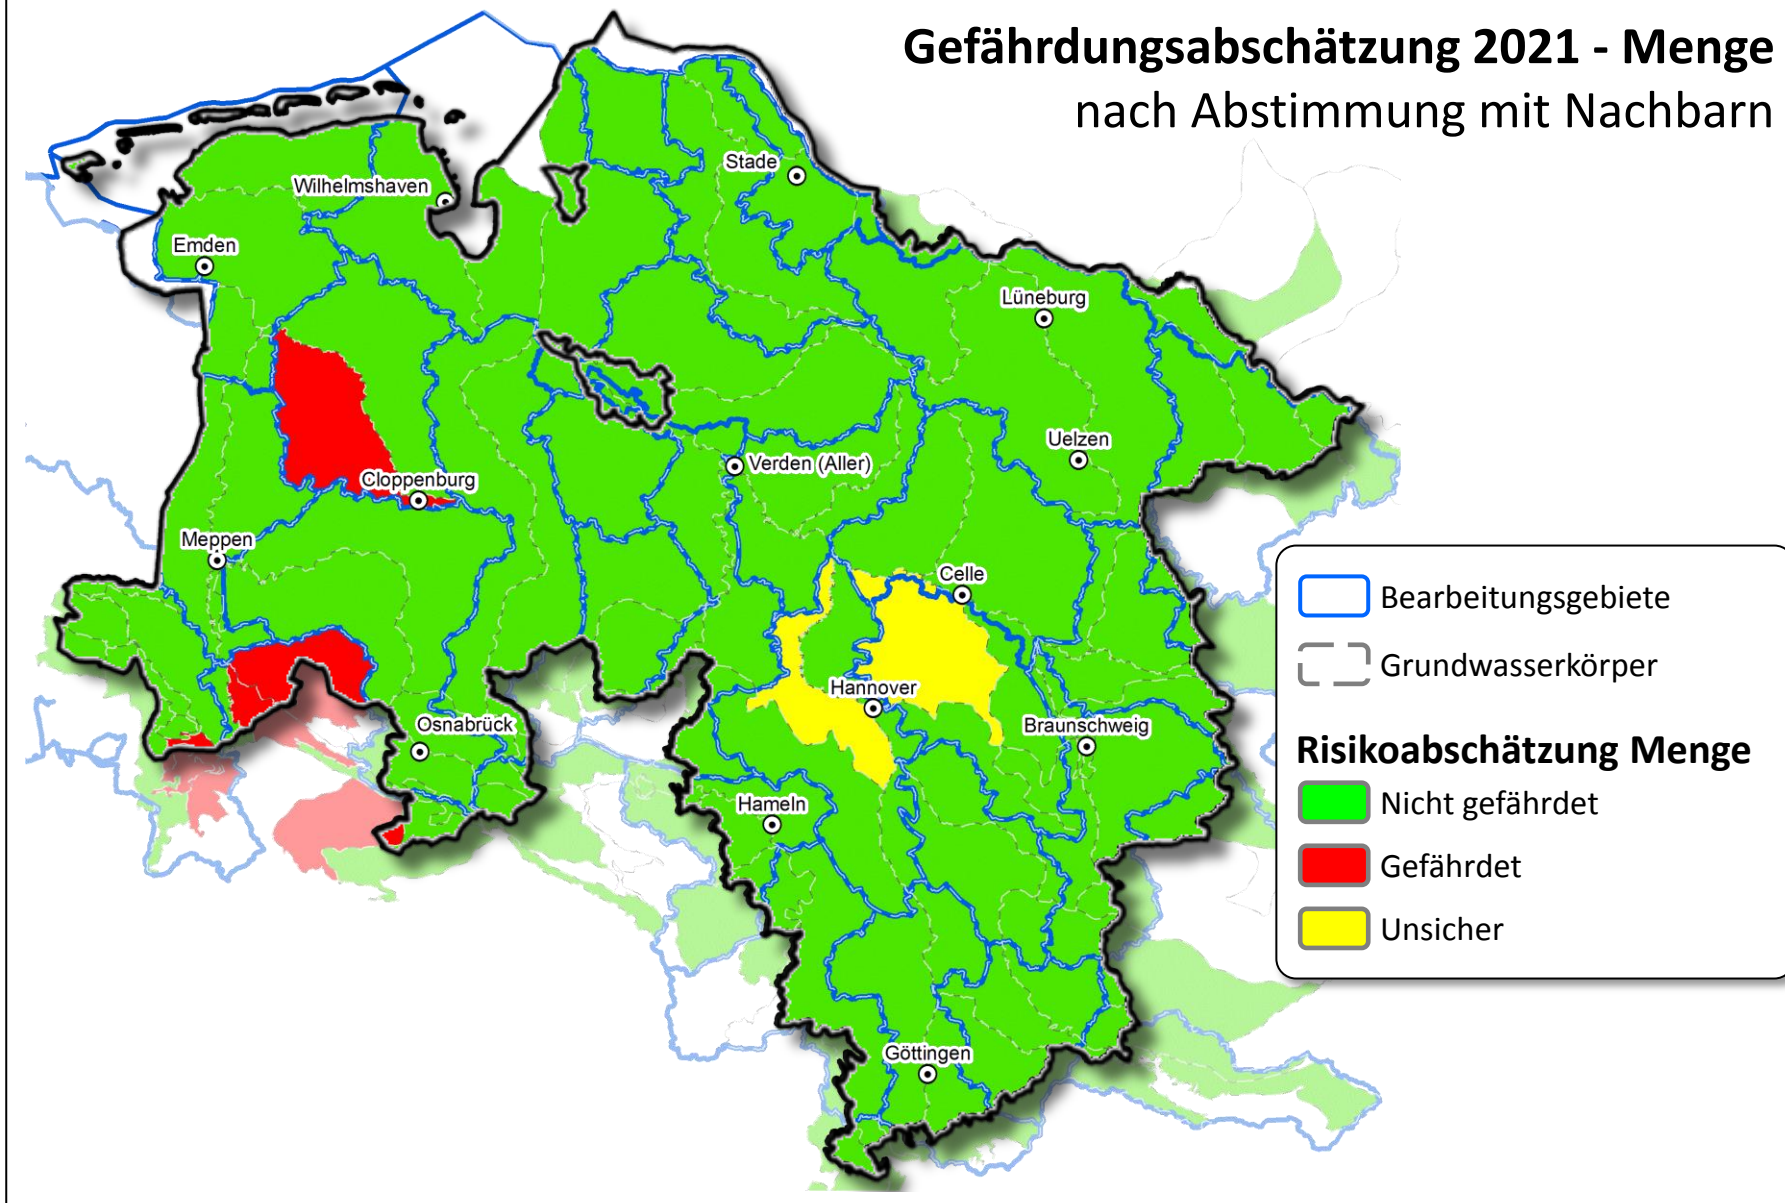 Gefährdungsabschätzung 2021 - Menge
nach Abstimmung mit Nachbarn
Stade
Wilhelmshaven
Emden
Lüneburg
Uelzen
Verden (Aller)
Cloppenburg
Meppen
Celle
Hannover
Osnabrück
Braunschweig
Hameln
Göttingen
Bearbeitungsgebiete
Grundwasserkörper
Risikoabschätzung Menge
Nicht gefährdet
Gefährdet
Unsicher